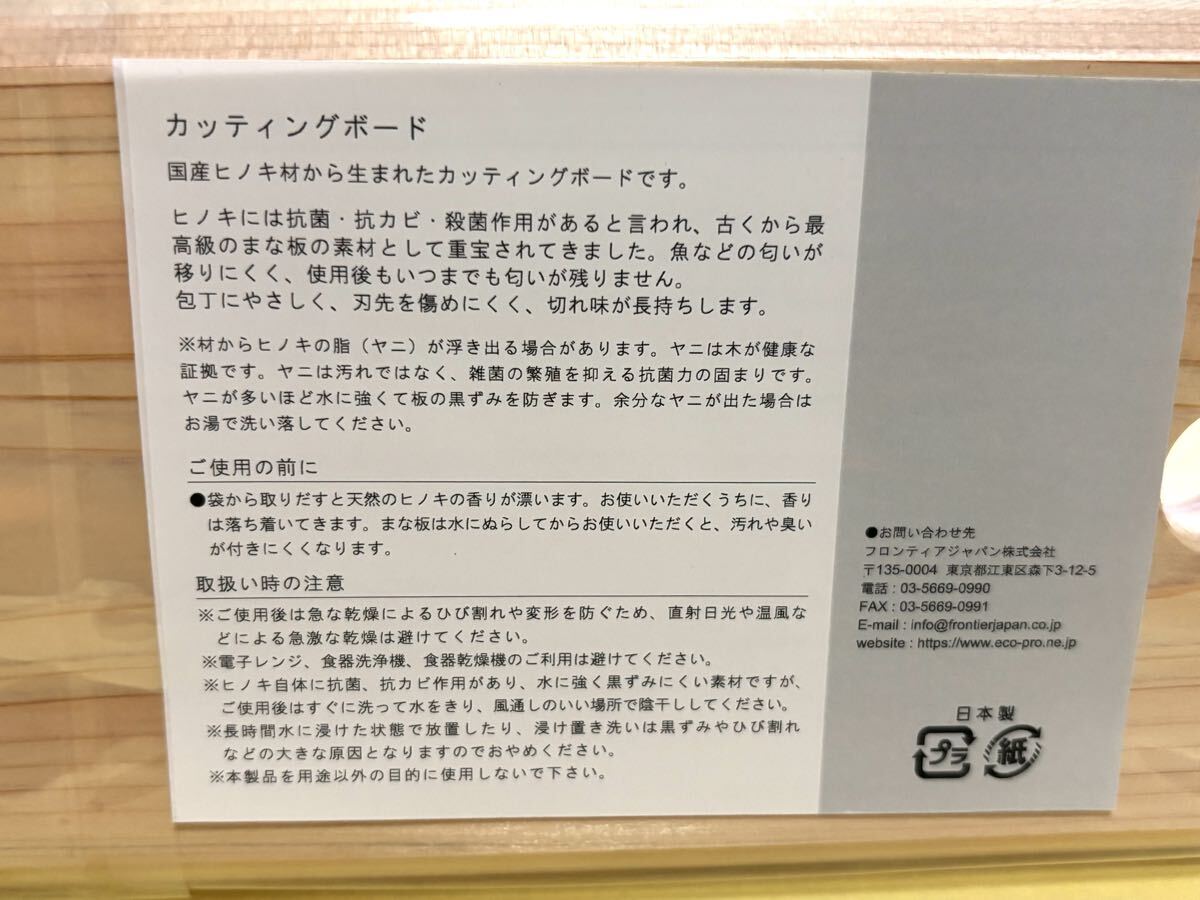 カッティングボード
国産ヒノキ材から生まれたカッティングボードです。
ヒノキには抗菌・抗カビ・殺菌作用があると言われ、古くから最
高級のまな板の素材として重宝されてきました。魚などの匂いが
移りにくく、使用後もいつまでも匂いが残りません。
包丁にやさしく、刃先を傷めにくく、切れ味が長持ちします。
※材からヒノキの脂（ヤニ）が浮き出る場合があります。ヤニは木が健康な
証拠です。ヤニは汚れではなく、雑菌の繁殖を抑える抗菌力の固まりです。
ヤニが多いほど水に強くて板の黒ずみを防ぎます。余分なヤニが出た場合は
お湯で洗い落してください。
ご使用の前に
●袋から取りだすと天然のヒノキの香りが漂います。お使いいただくうちに、香り
は落ち着いてきます。まな板は水にぬらしてからお使いいただくと、汚れや臭い
が付きにくくなります。
取扱い時の注意
※ご使用後は急な乾燥によるひび割れや変形を防ぐため、直射日光や温風な
どによる急激な乾燥は避けてください。
※電子レンジ、食器洗浄機、食器乾燥機のご利用は避けてください。
※ヒノキ自体に抗菌、抗カビ作用があり、水に強く黒ずみにくい素材ですが、
ご使用後はすぐに洗って水をきり、風通しのいい場所で陰干ししてください。
※長時間水に浸けた状態で放置したり、浸け置き洗いは黒ずみやひび割れ
などの大きな原因となりますのでおやめください。
※本製品を用途以外の目的に使用しないで下さい。
●お問い合わせ先
フロンティアジャパン株式会社
〒135-0004 東京都江東区森下3-12-5
電話 : 03-5669-0990
FAX : 03-5669-0991
E-mail : info@frontierjapan.co.jp
website : https://www.eco-pro.ne.jp
日本製
プラ 紙